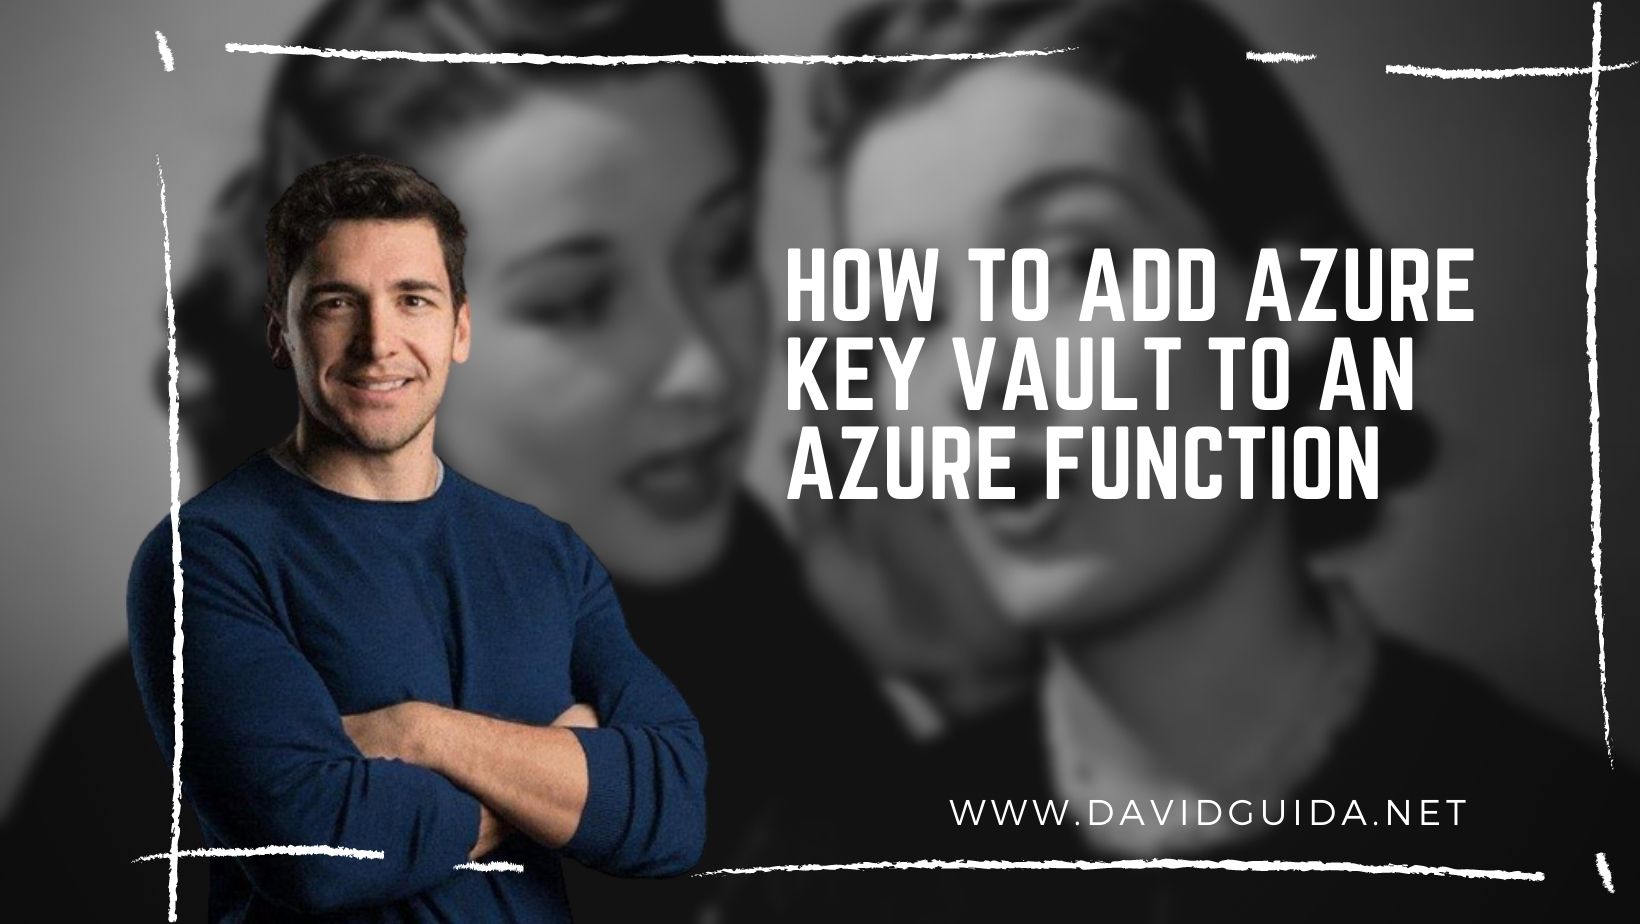 HOW TO ADD AZURE
KEY VAULT TO AN
AZURE FUNCTION
WWW.DAVIDGUIDA.NET